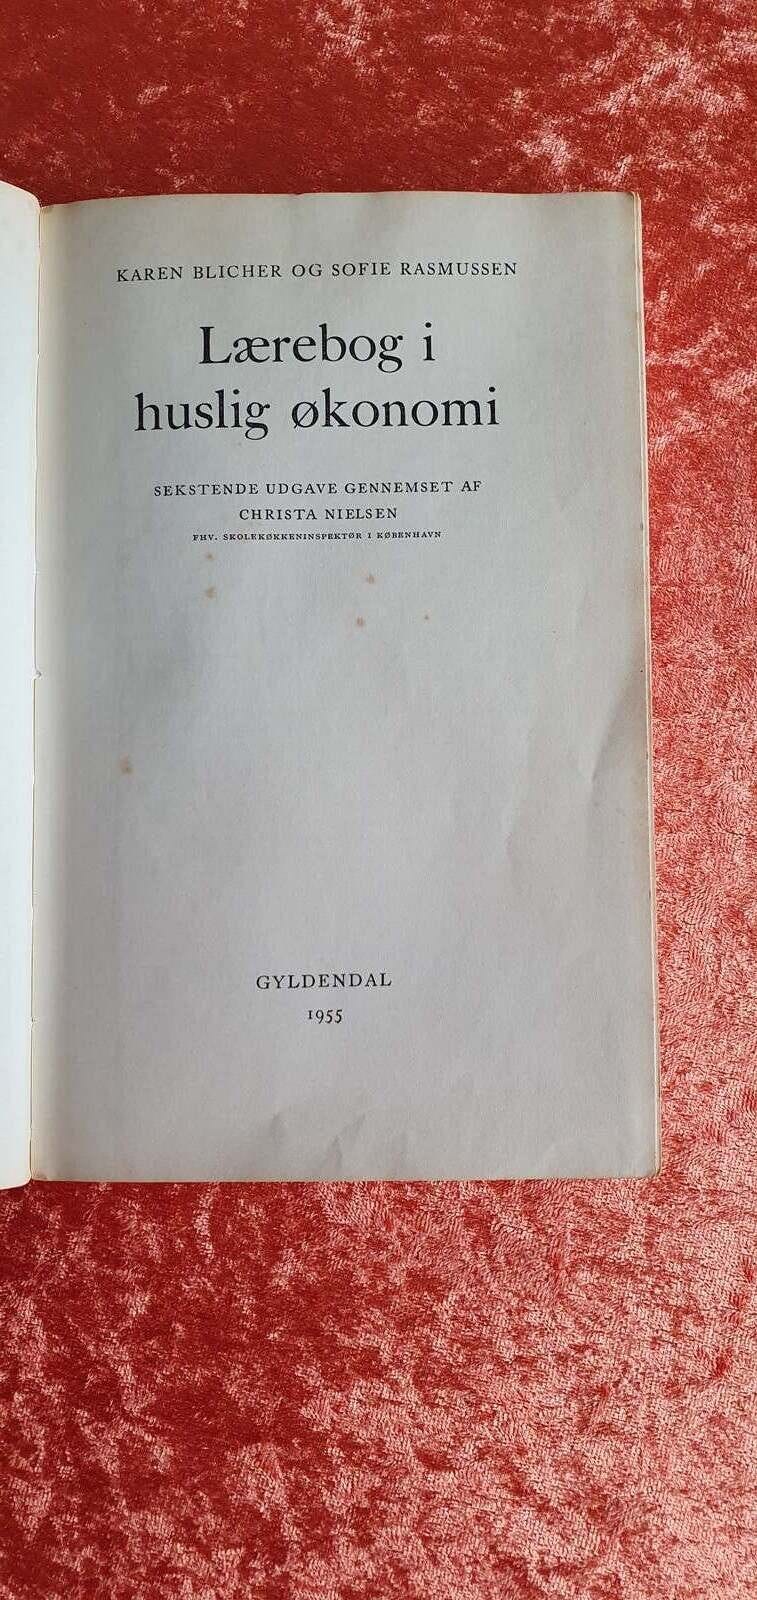 KAREN BLICHER OG SOFIE RASMUSSEN
Lærebog i
huslig økonomi
SEKSTENDE UDGAVE GENNEMSET AF
CHRISTA NIELSEN
FHV. SKOLEKØKKENINSPEKTØR I KØBENHAVN
GYLDENDAL
1955